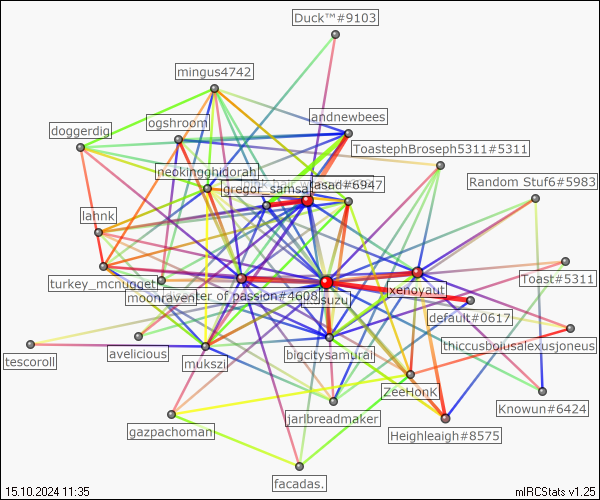 Duck™#9103
mingus4742
andnewbees
ogshroom
doggerdig
ToastephBroseph5311#5311
neokingghidorah
gregor_samsa
asad#6947
Random Stuf6#5983
lahnk
turkey_mcnugget
Toast#5311
moonraven
center of passion#4608
suzu
xenoyaut
default#0617
tescoroll
avelicious
mukszi
bigcitysamurai
thiccusboiusalexusjoneus
ZeeHonK
jarlbreadmaker
Knowun#6424
gazpachoman
Heighleaigh#8575
facadas.
15.10.2024 11:35
mIRCStats v1.25